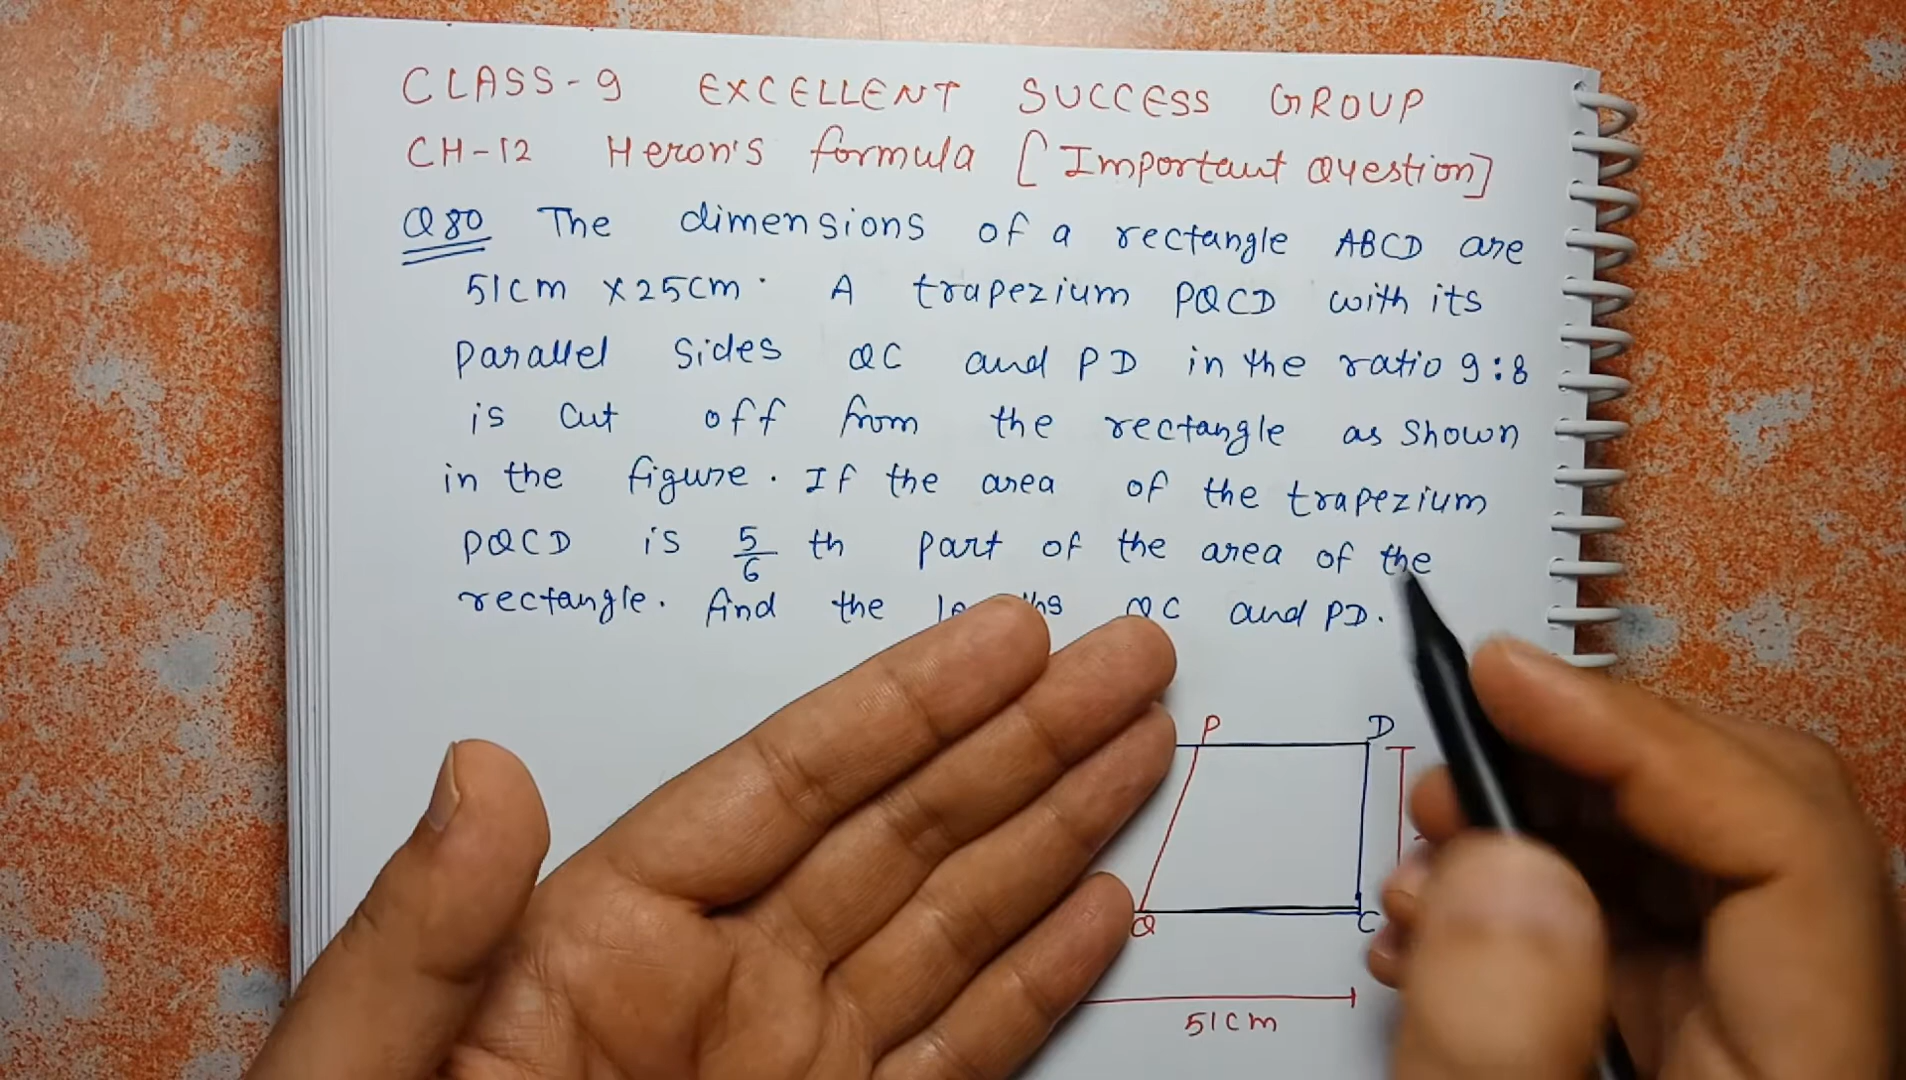 CLASS-9 EXCELLENT SUCCESS GROUP
CH-12 Heron's formula [Important Question]
Q80 The dimensions of a rectangle ABCD are
51cm x 25cm. A trapezium PQCD with its
Parallel Sides QC and PD in the ratio 9:8
is cut off from the rectangle as shown
in the figure. If the area of the trapezium
PQCD is 5/6 th part of the area of the
rectangle. find the QC and PD.
P D
Q C
51cm